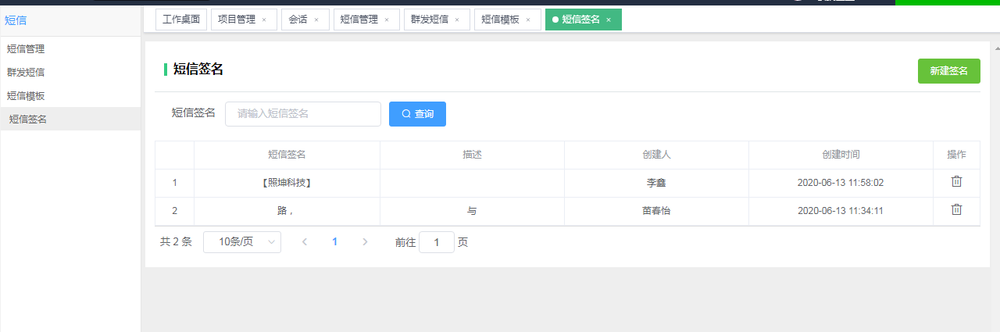 短信
工作桌面 项目管理 × 会话 × 短信管理 × 群发短信 × 短信模板 × 短信签名 ×
短信管理
群发短信
短信模板
短信签名
短信签名
新建签名
短信签名 请输入短信签名 查询
短信签名 描述 创建人 创建时间 操作
1 【照坤科技】 李鑫 2020-06-13 11:58:02
2 路， 与 苗春怡 2020-06-13 11:34:11
共 2 条 10条/页 1 前往 1 页